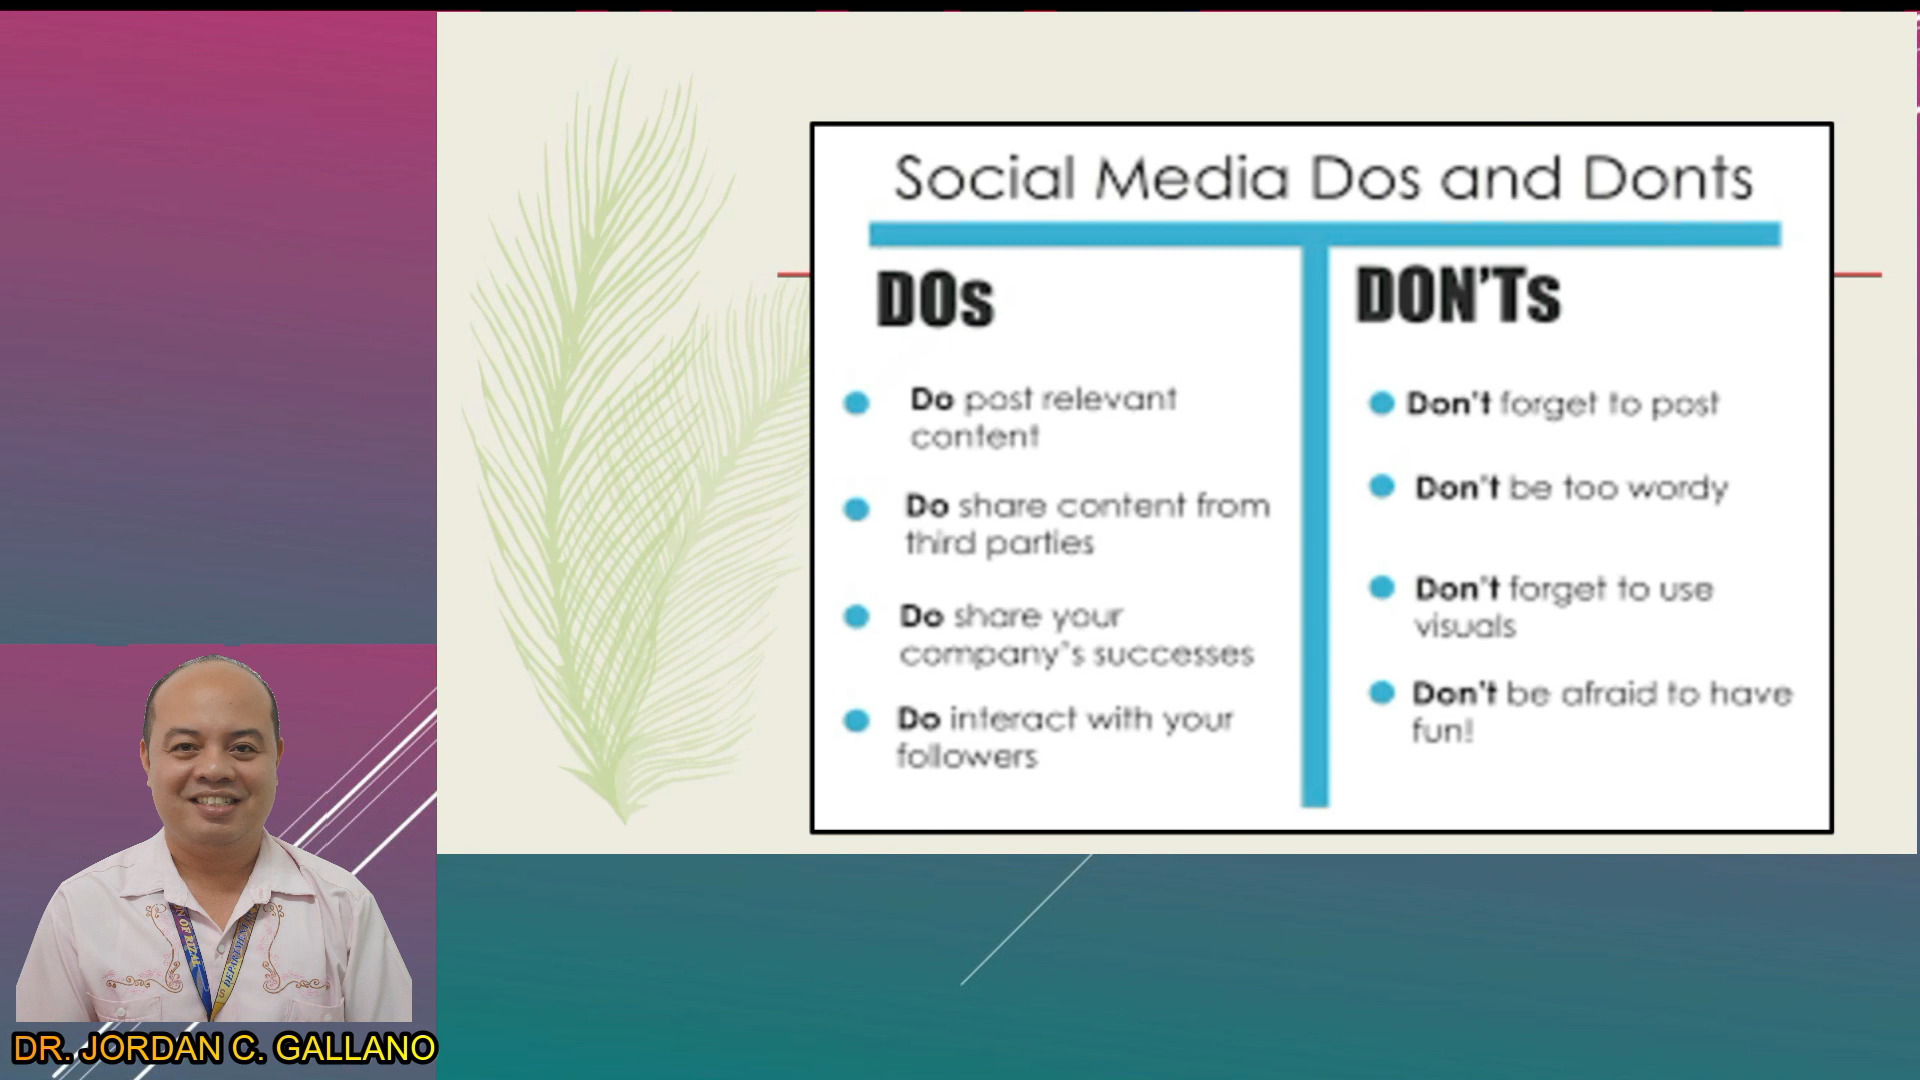 Social Media Dos and Donts
DOs
Do post relevant
content
Do share content from
third parties
Do share your
company's successes
Do interact with your
followers
DON'Ts
Don't forget to post
Don't be too wordy
Don't forget to use
visuals
Don't be afraid to have
fun!
DR. JORDAN C. GALLANO